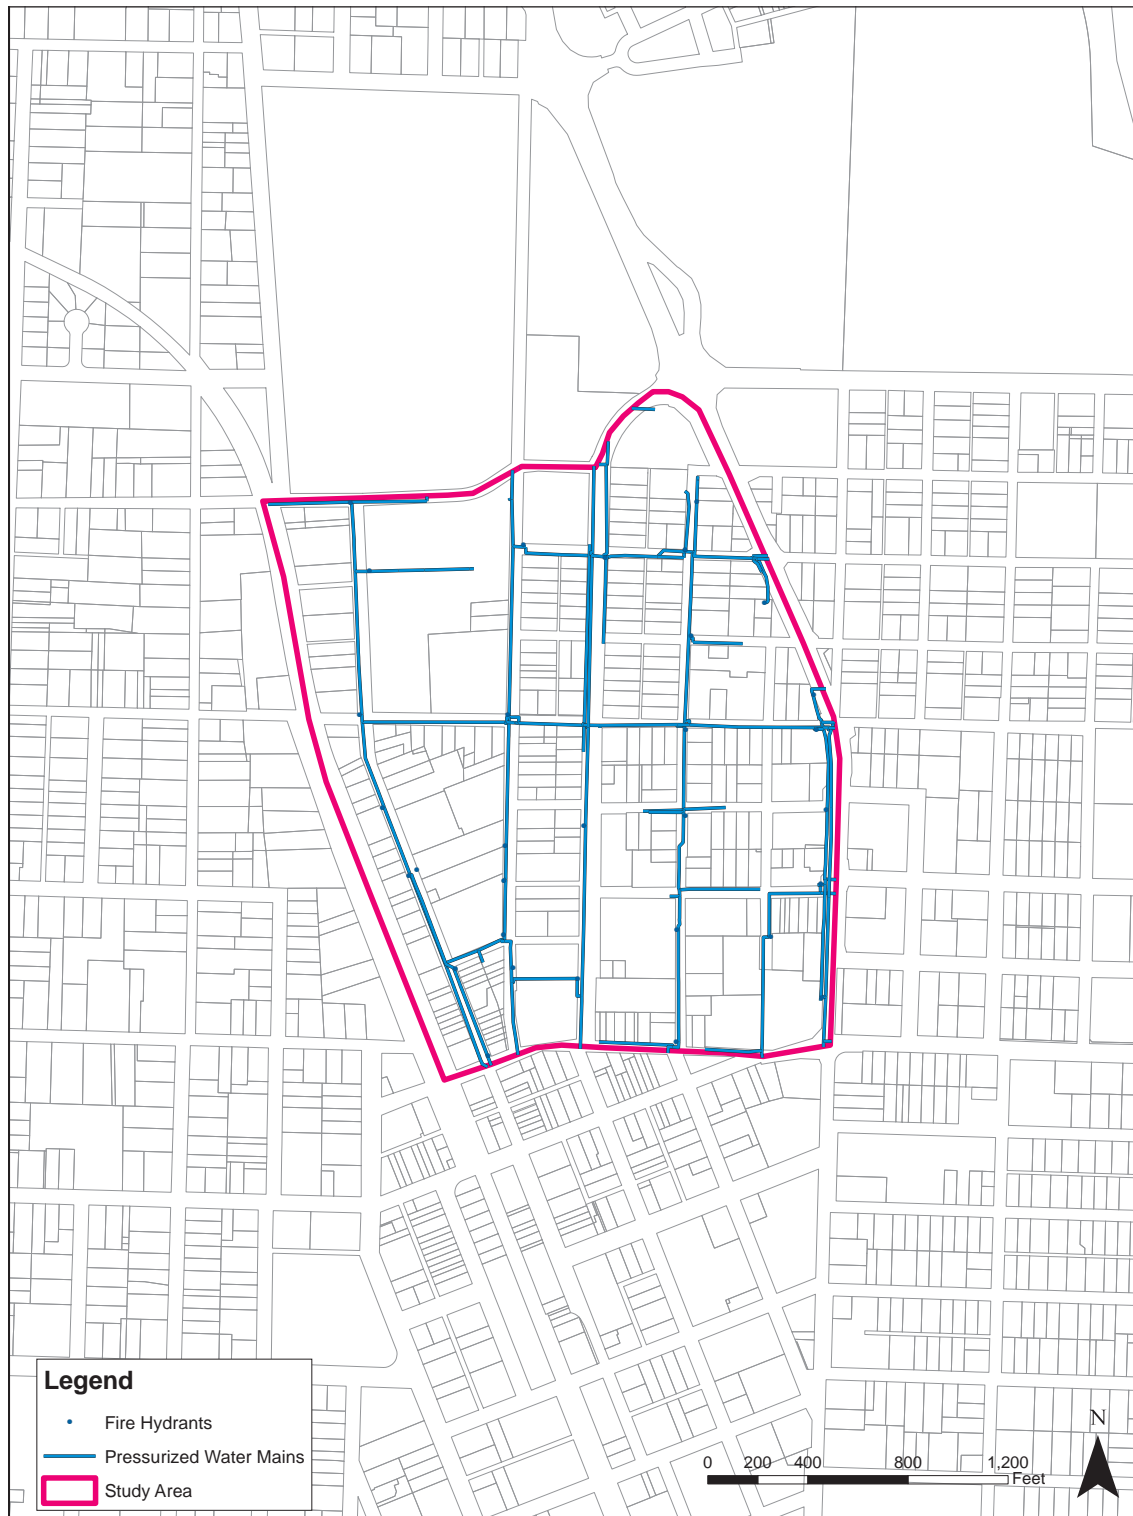 Legend
Fire Hydrants
Pressurized Water Mains
Study Area
N
0 200 400 800 1,200
Feet